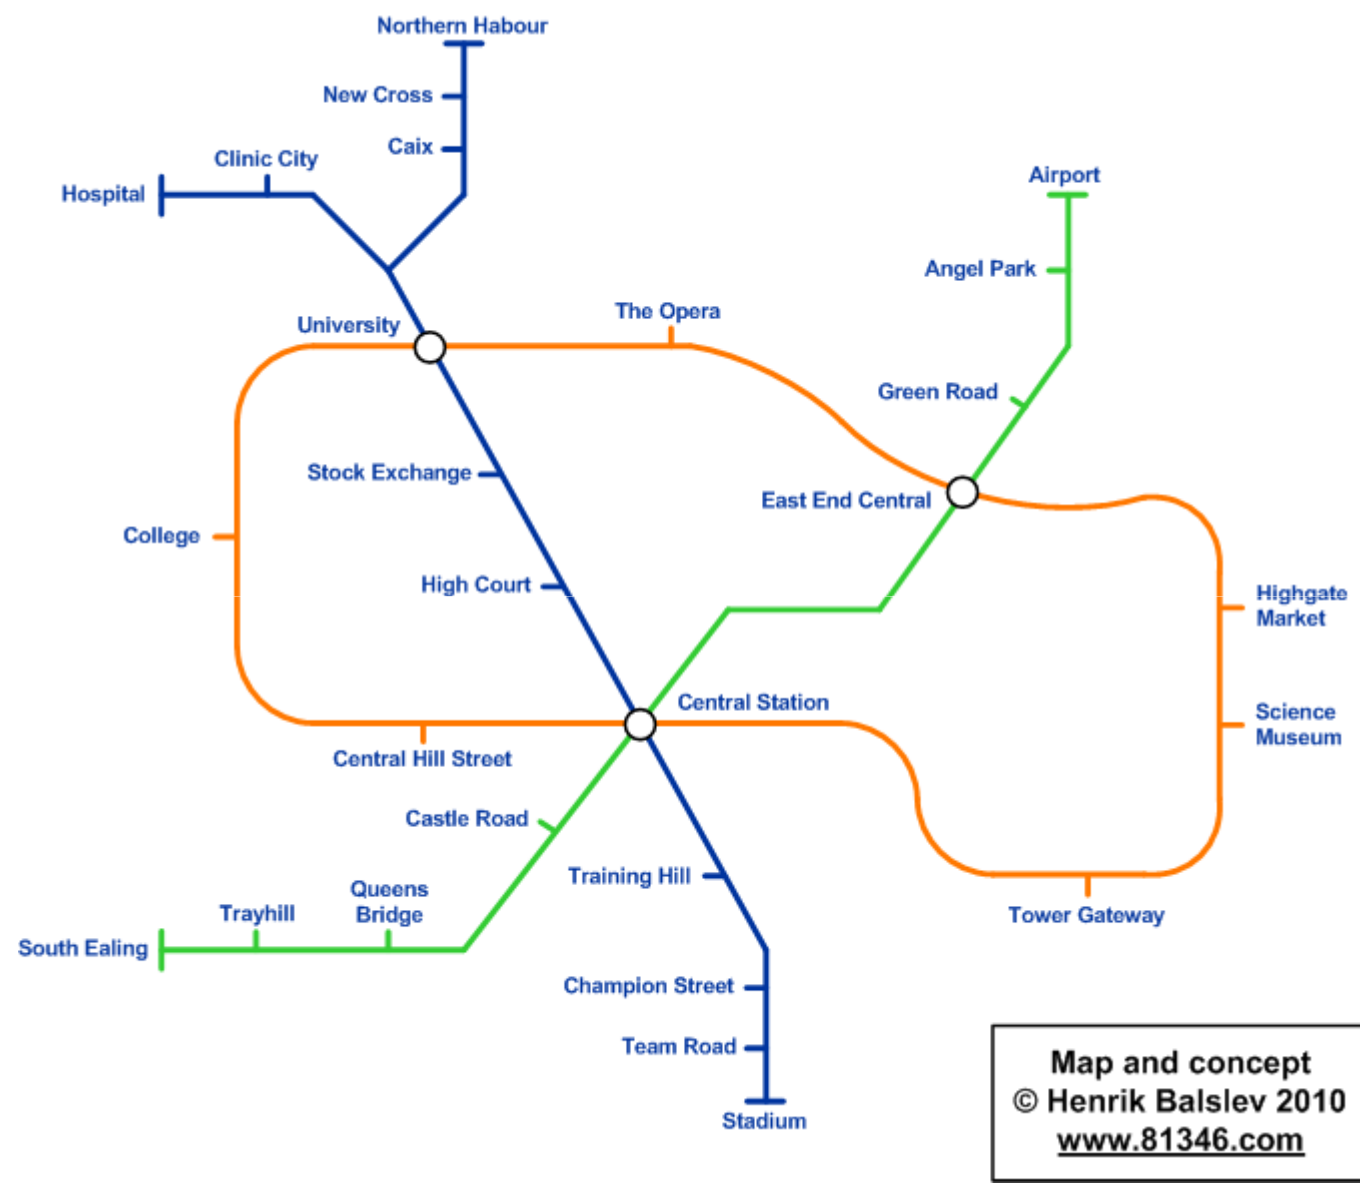 Northern Habour
New Cross
Caix
Clinic City
Hospital
Airport
Angel Park
The Opera
University
Green Road
Stock Exchange
East End Central
College
High Court
Highgate
Market
Central Station
Science
Museum
Central Hill Street
Castle Road
Training Hill
Queens
Bridge
Trayhill
Tower Gateway
South Ealing
Champion Street
Team Road
Stadium
Map and concept
© Henrik Balslev 2010
www.81346.com